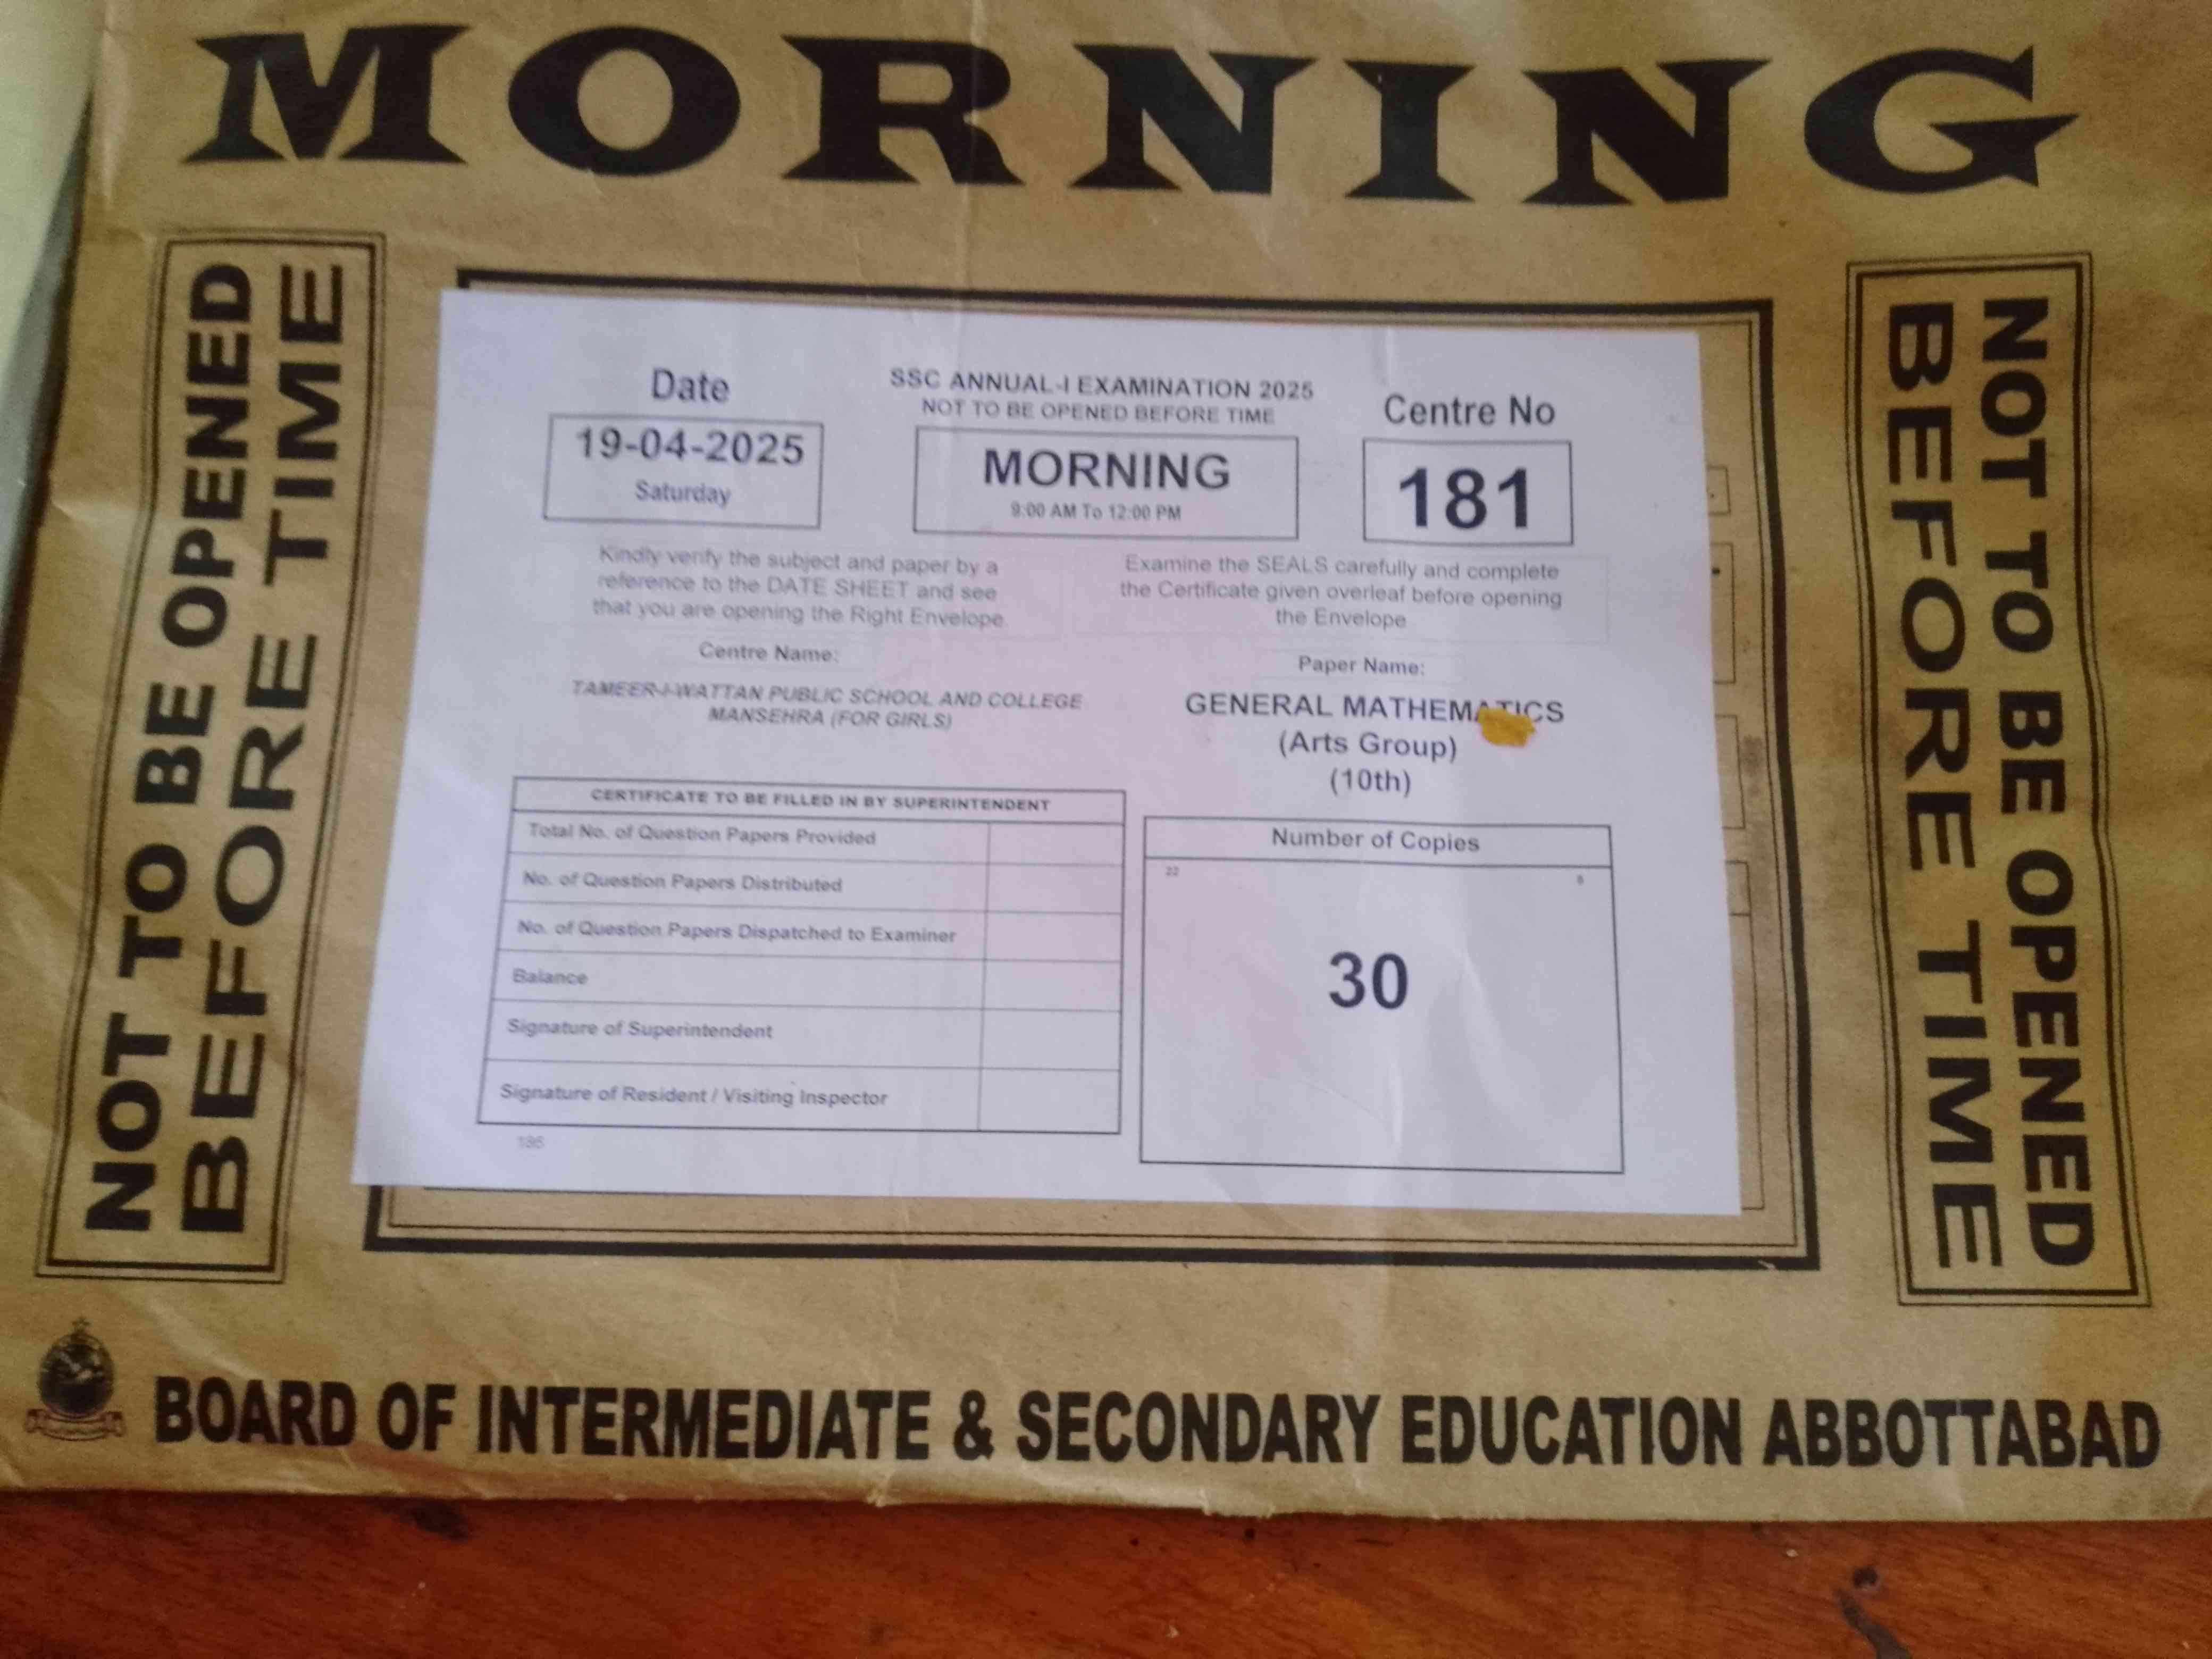 MORNING
NOT TO BE OPENED
BEFORE TIME
Date
19-04-2025
Saturday
SSC ANNUAL-I EXAMINATION 2025
NOT TO BE OPENED BEFORE TIME
MORNING
9:00 AM To 12:00 PM
Centre No
181
Kindly verify the subject and paper by a
reference to the DATE SHEET and see
that you are opening the Right Envelope
Examine the SEALS carefully and complete
the Certificate given overleaf before opening
the Envelope
Centre Name:
TAMEER-I-WATTAN PUBLIC SCHOOL AND COLLEGE
MANSEHRA (FOR GIRLS)
Paper Name:
GENERAL MATHEMATICS
(Arts Group)
(10th)
CERTIFICATE TO BE FILLED IN BY SUPERINTENDENT
Total No. of Question Papers Provided
No. of Question Papers Distributed
No. of Question Papers Dispatched to Examiner
Balance
Signature of Superintendent
Signature of Resident / Visiting Inspector
Number of Copies
22
30
NOT TO BE OPENED
BEFORE TIME
BOARD OF INTERMEDIATE & SECONDARY EDUCATION ABBOTTABAD